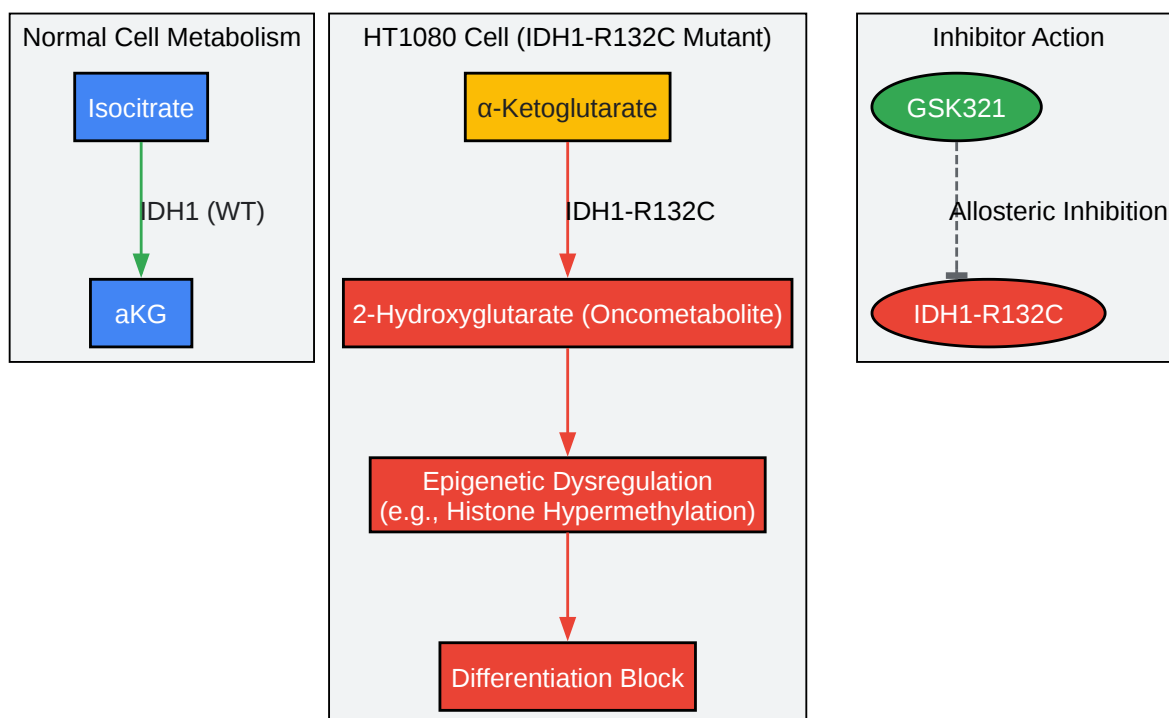 Normal Cell Metabolism
Isocitrate
IDH1 (WT)
aKG
HT1080 Cell (IDH1-R132C Mutant)
α-Ketoglutarate
IDH1-R132C
2-Hydroxyglutarate (Oncometabolite)
Epigenetic Dysregulation
(e.g., Histone Hypermethylation)
Differentiation Block
Inhibitor Action
GSK321
Allosteric Inhibition
IDH1-R132C